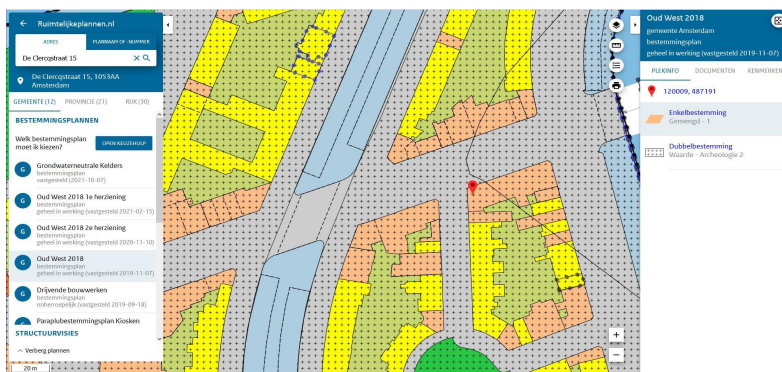 Ruimtelijkeplannen.nl
ADRES
PLANNAAM OF -NUMMER
De Clercqstraat 15
De Clercqstraat 15, 1053AA
Amsterdam
GEMEENTE (12)
PROVINCIE (21)
RIJK (30)
BESTEMMINGSPLANNEN
Welk bestemmingsplan
moet ik kiezen?
OPEN KEUZEHULP
G
Grondwaterneutrale Kelders
bestemmingsplan
vastgesteld (2021-10-07)
G
Oud West 2018 1e herziening
bestemmingsplan
geheel in werking (vastgesteld 2021-02-15)
G
Oud West 2018 2e herziening
bestemmingsplan
geheel in werking (vastgesteld 2020-11-10)
G
Oud West 2018
bestemmingsplan
geheel in werking (vastgesteld 2019-11-07)
G
Drijvende bouwwerken
bestemmingsplan
onherroepelijk (vastgesteld 2019-09-18)
Paraplubestemmingsplan Kiosken
STRUCTUURVISIES
Verberg plannen
20 m
Oud West 2018
gemeente Amsterdam
bestemmingsplan
geheel in werking (vastgesteld 2019-11-07)
PLEKINFO
DOCUMENTEN
KENMERKEN
120009, 487191
Enkelbestemming
Gemengd - 1
Dubbelbestemming
Waarde - Archeologie 2